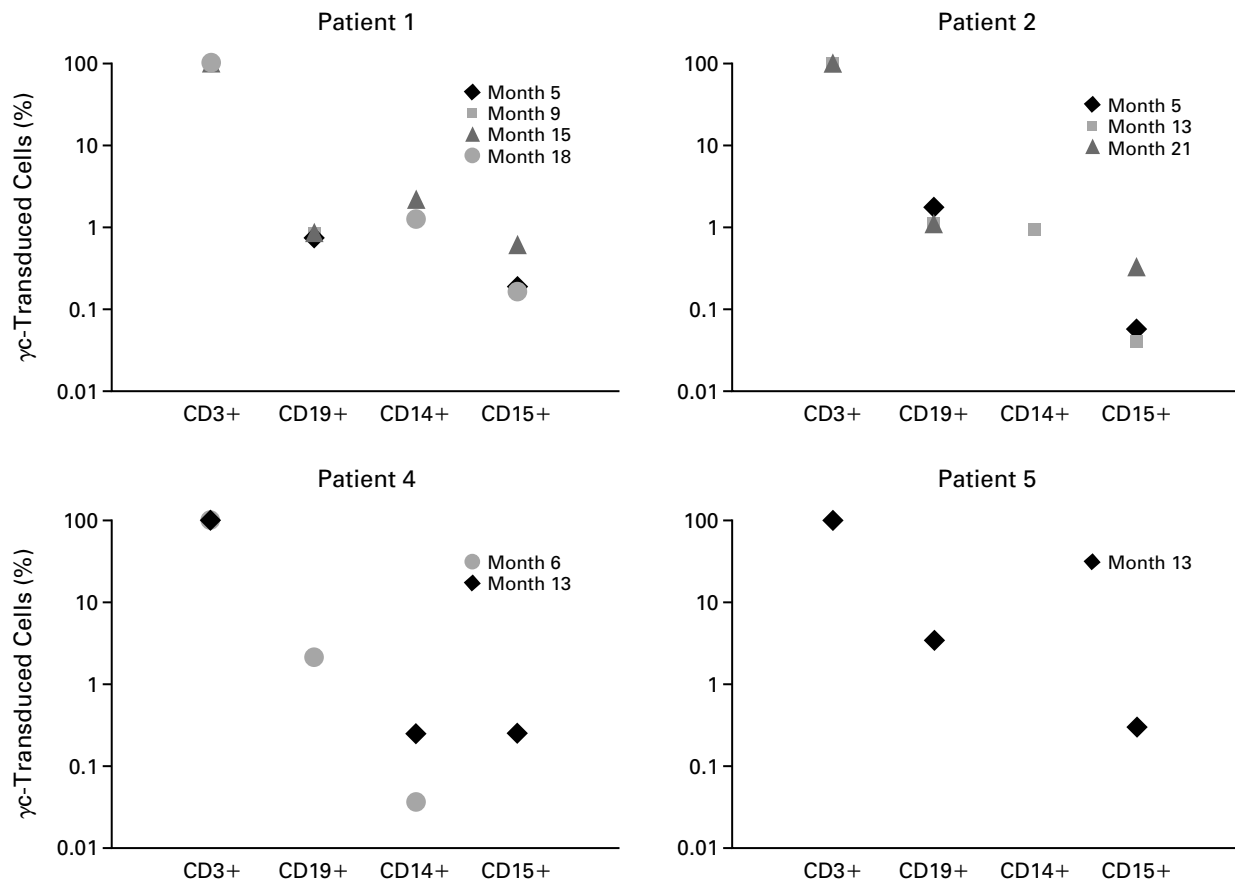 Patient 1
γc-Transduced Cells (%)
100
10
1
0.1
0.01
Month 5
Month 9
Month 15
Month 18
CD3+
CD19+
CD14+
CD15+
Patient 2
100
10
1
0.1
0.01
Month 5
Month 13
Month 21
CD3+
CD19+
CD14+
CD15+
Patient 4
γc-Transduced Cells (%)
100
10
1
0.1
0.01
Month 6
Month 13
CD3+
CD19+
CD14+
CD15+
Patient 5
100
10
1
0.1
0.01
Month 13
CD3+
CD19+
CD14+
CD15+